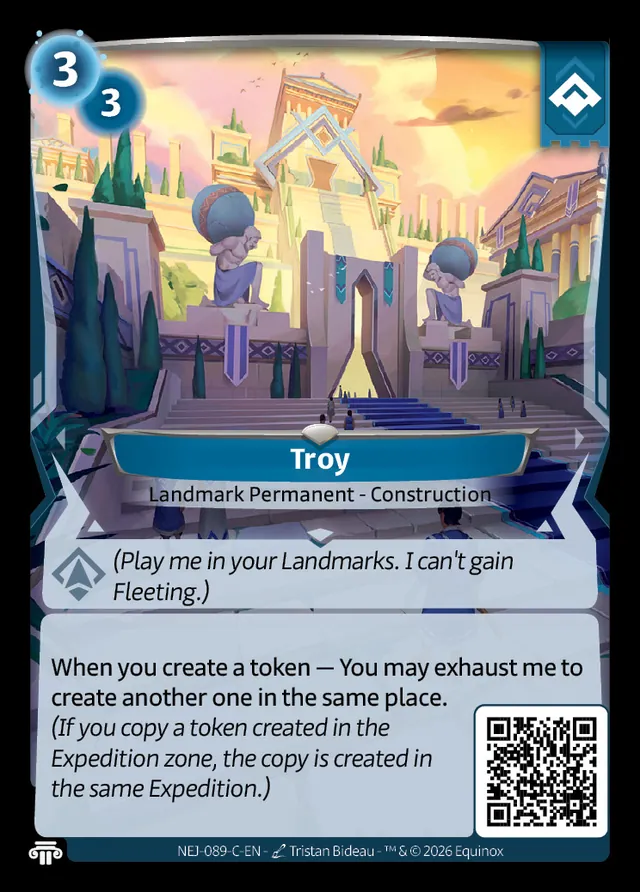 3
3
Troy
Landmark Permanent - Construction
(Play me in your Landmarks. I can't gain
Fleeting.)
When you create a token — You may exhaust me to
create another one in the same place.
(If you copy a token created in the
Expedition zone, the copy is created in
the same Expedition.)
NEJ-089-C-EN - Tristan Bideau - ™ & © 2026 Equinox